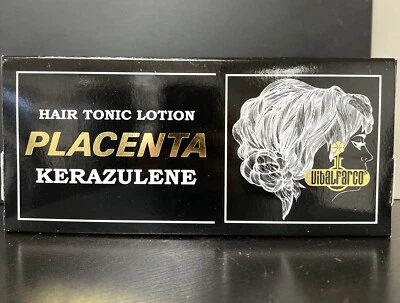 HAIR TONIC LOTION
PLACENTA
KERAZULENE
Vitalfarco